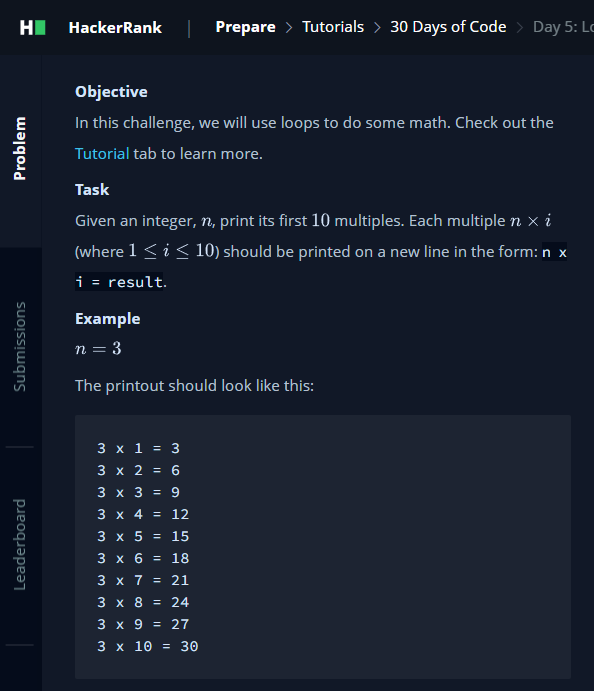 HackerRank | Prepare > Tutorials > 30 Days of Code > Day 5: Lo
Problem
Submissions
Leaderboard
Objective
In this challenge, we will use loops to do some math. Check out the
Tutorial tab to learn more.
Task
Given an integer, n, print its first 10 multiples. Each multiple n × i
(where 1 ≤ i ≤ 10) should be printed on a new line in the form: n x
i = result.
Example
n = 3
The printout should look like this:
3 x 1 = 3
3 x 2 = 6
3 x 3 = 9
3 x 4 = 12
3 x 5 = 15
3 x 6 = 18
3 x 7 = 21
3 x 8 = 24
3 x 9 = 27
3 x 10 = 30